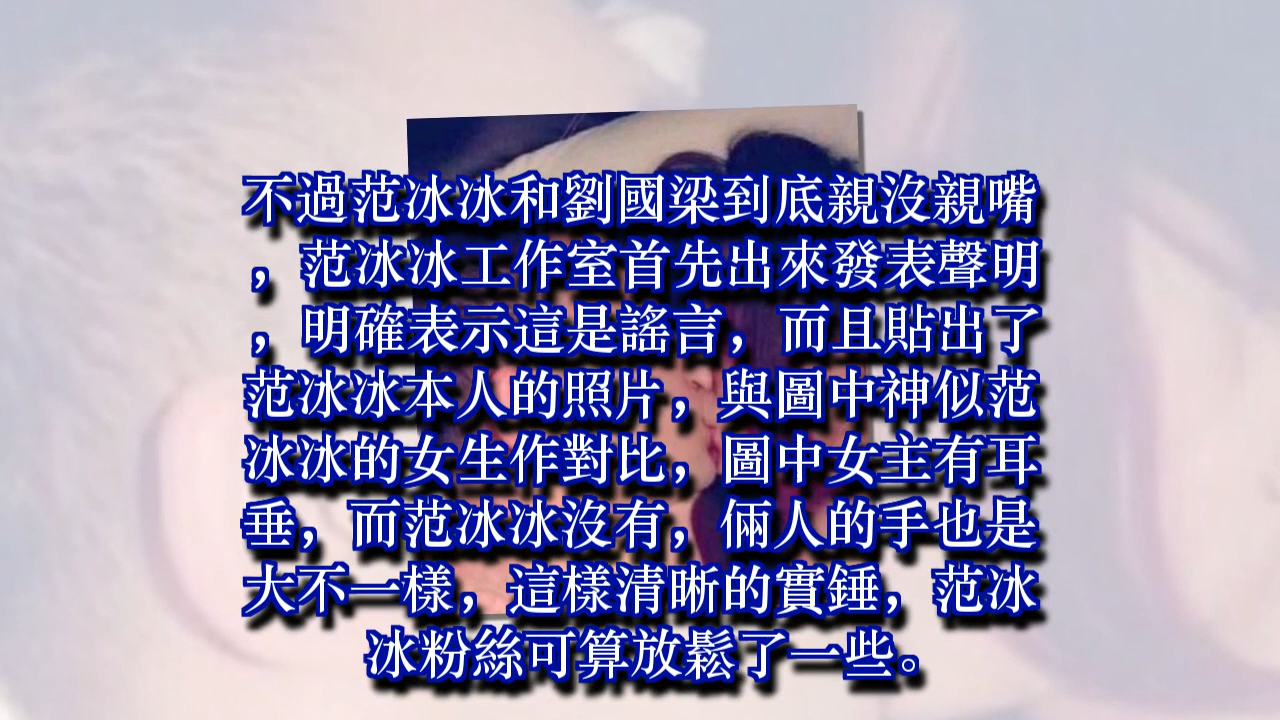 不過范冰冰和劉國梁到底親沒親嘴
，范冰冰工作室首先出來發表聲明
，明確表示這是謠言，而且貼出了
范冰冰本人的照片，與圖中神似范
冰冰的女生作對比，圖中女主有耳
垂，而范冰冰沒有，倆人的手也是
大不一樣，這樣清晰的實錘，范冰
冰粉絲可算放鬆了一些。